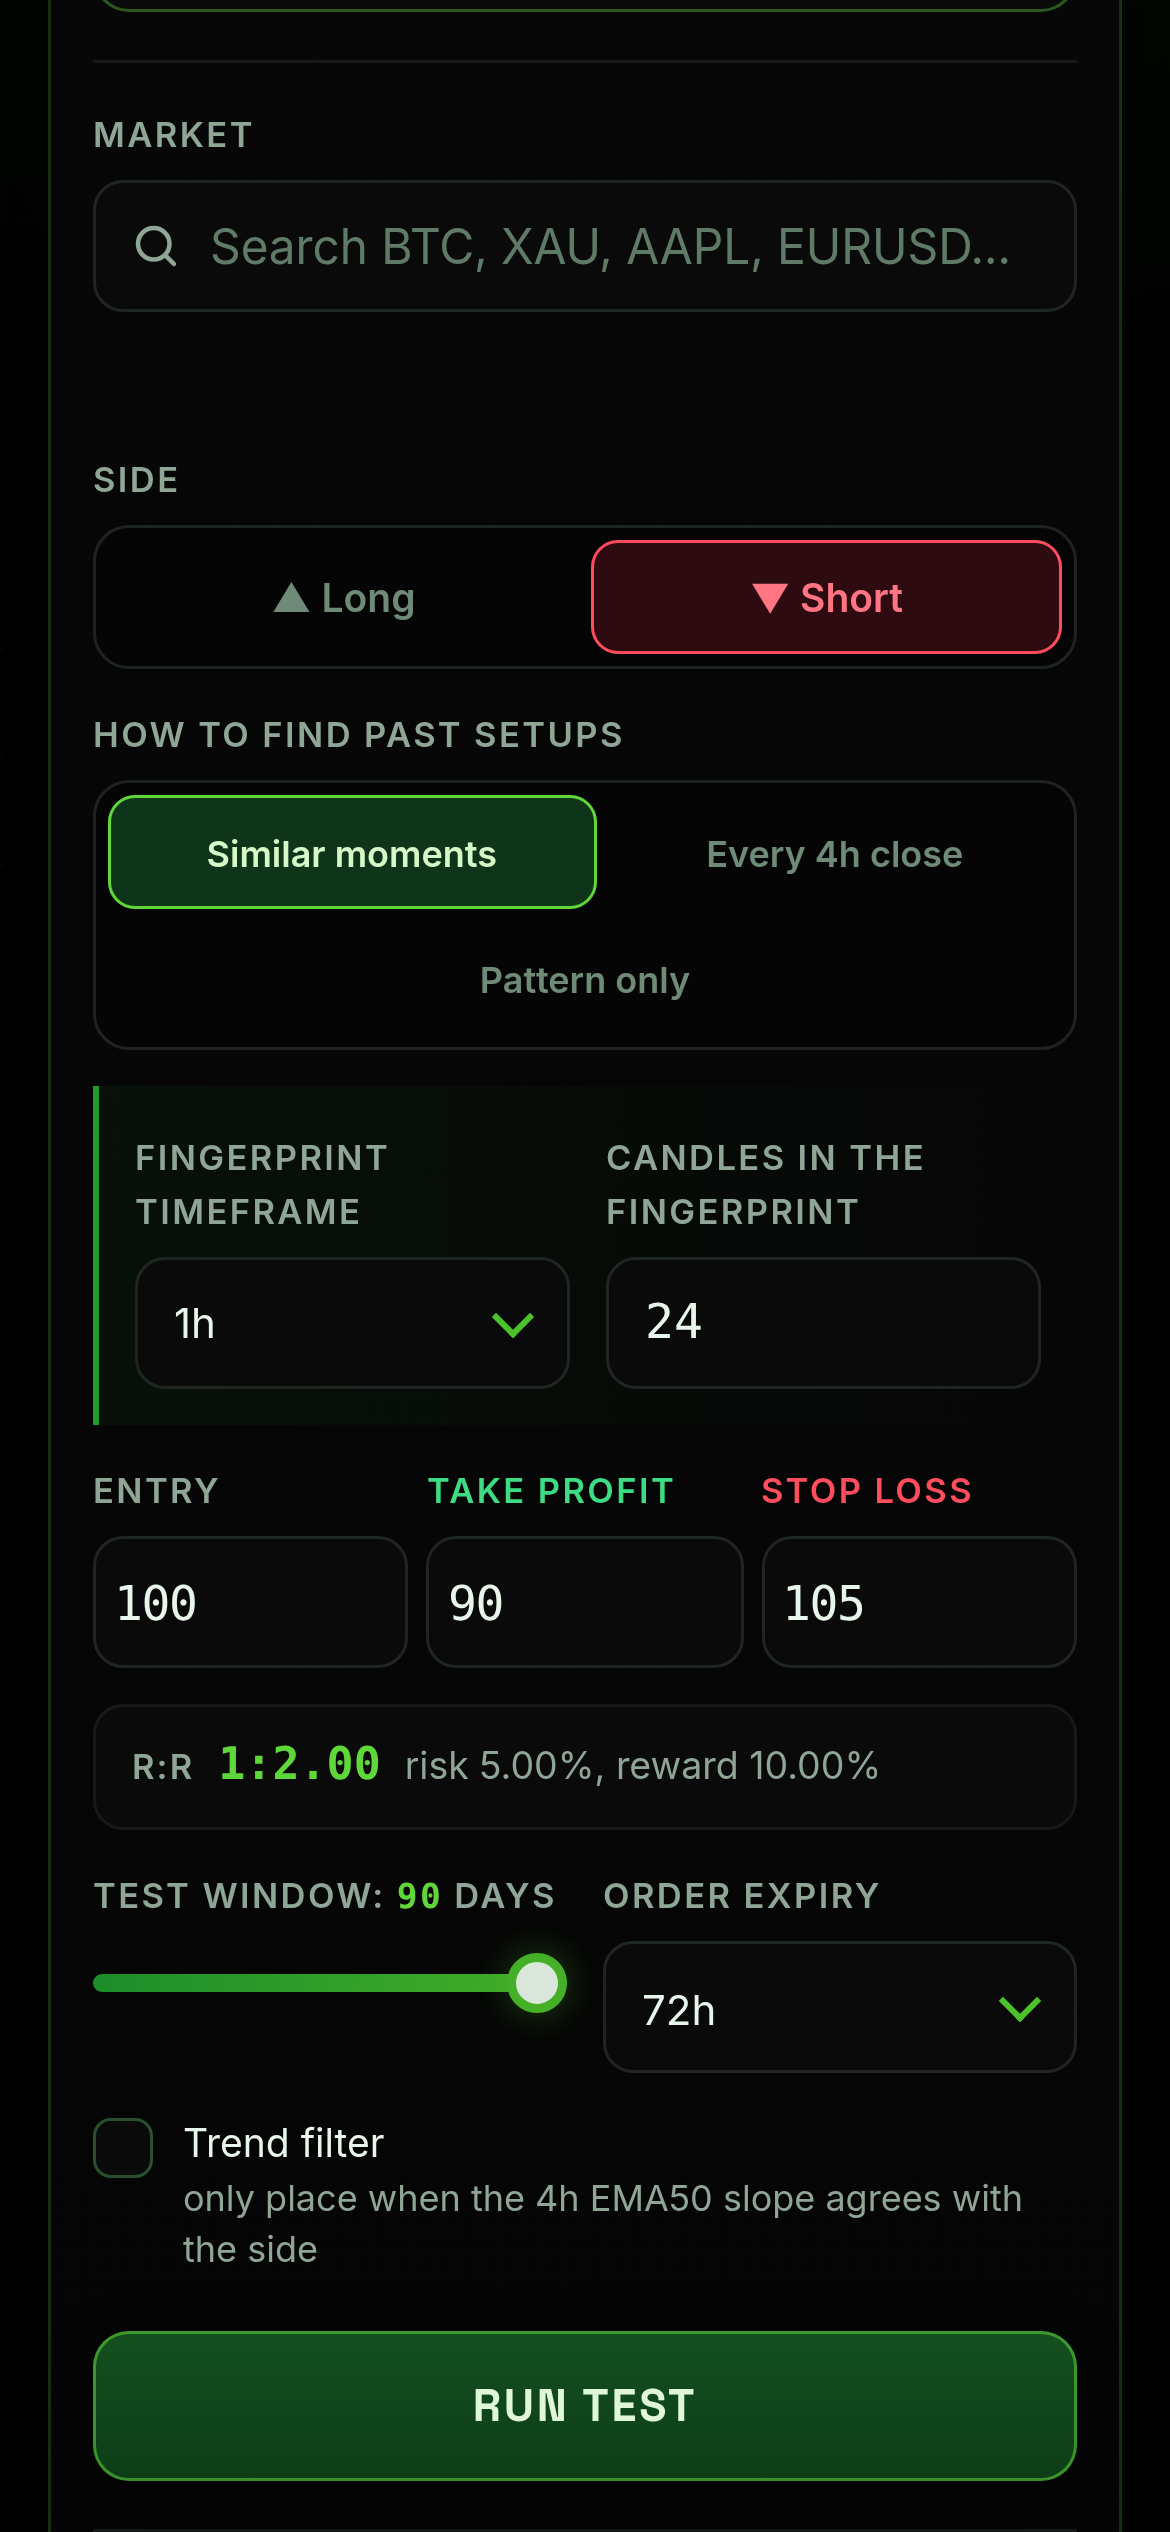 MARKET
Search BTC, XAU, AAPL, EURUSD...
SIDE
▲ Long
▼ Short
HOW TO FIND PAST SETUPS
Similar moments
Every 4h close
Pattern only
FINGERPRINT
TIMEFRAME
CANDLES IN THE
FINGERPRINT
1h
24
ENTRY
TAKE PROFIT
STOP LOSS
100
90
105
R:R 1:2.00 risk 5.00%, reward 10.00%
TEST WINDOW: 90 DAYS
ORDER EXPIRY
72h
Trend filter
only place when the 4h EMA50 slope agrees with
the side
RUN TEST